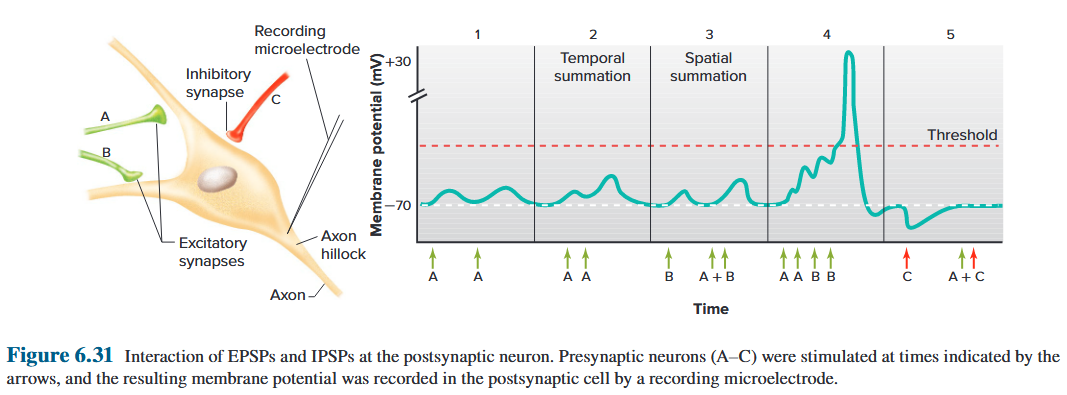 Recording
microelectrode
Inhibitory
synapse
C
A
B
Excitatory
synapses
Axon
hillock
Axon
Membrane potential (mV)
+30
−70
1
2
3
4
5
Temporal
summation
Spatial
summation
Threshold
A A A A B A + B A A B B C A + C
Time
Figure 6.31 Interaction of EPSPs and IPSPs at the postsynaptic neuron. Presynaptic neurons (A–C) were stimulated at times indicated by the
arrows, and the resulting membrane potential was recorded in the postsynaptic cell by a recording microelectrode.